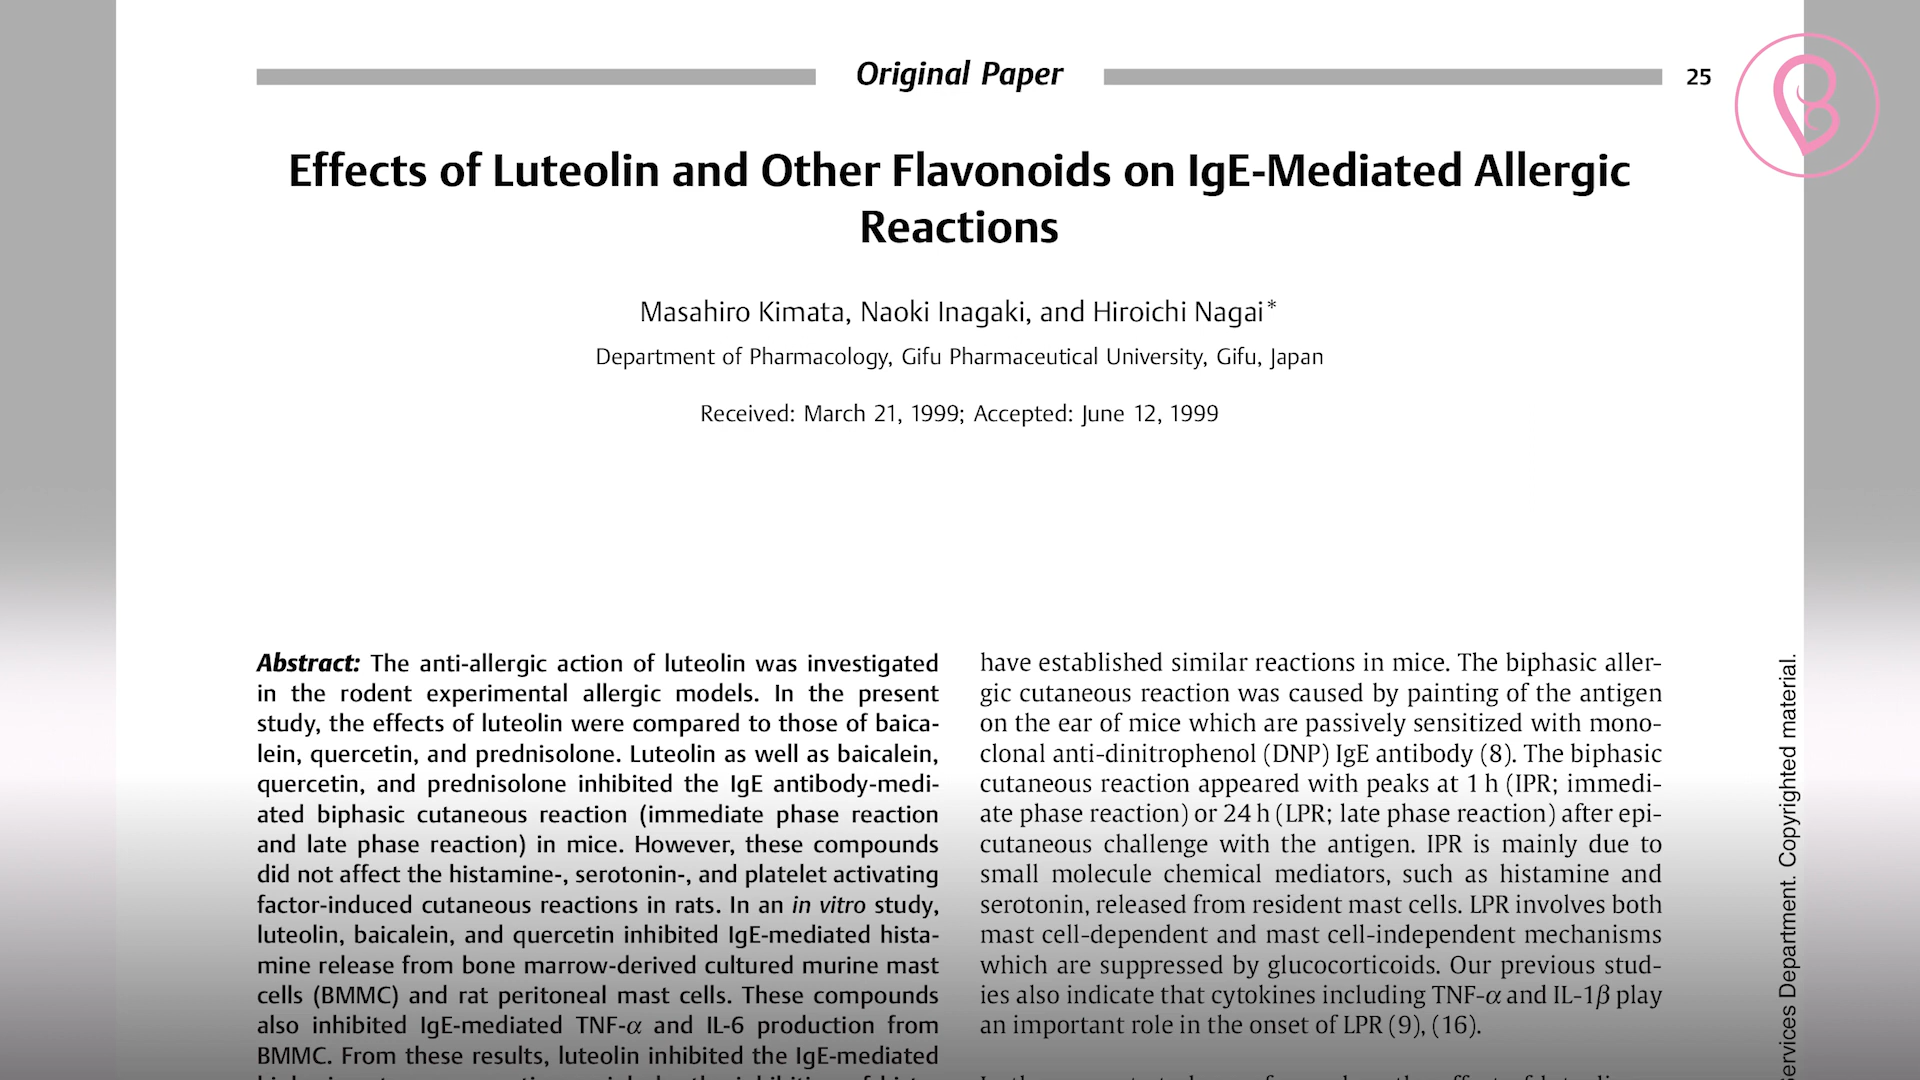 Original Paper
25
Effects of Luteolin and Other Flavonoids on IgE-Mediated Allergic
Reactions
Masahiro Kimata, Naoki Inagaki, and Hiroichi Nagai*
Department of Pharmacology, Gifu Pharmaceutical University, Gifu, Japan
Received: March 21, 1999; Accepted: June 12, 1999
Abstract: The anti-allergic action of luteolin was investigated
in the rodent experimental allergic models. In the present
study, the effects of luteolin were compared to those of baica-
lein, quercetin, and prednisolone. Luteolin as well as baicalein,
quercetin, and prednisolone inhibited the IgE antibody-medi-
ated biphasic cutaneous reaction (immediate phase reaction
and late phase reaction) in mice. However, these compounds
did not affect the histamine-, serotonin-, and platelet activating
factor-induced cutaneous reactions in rats. In an in vitro study,
luteolin, baicalein, and quercetin inhibited IgE-mediated hista-
mine release from bone marrow-derived cultured murine mast
cells (BMMC) and rat peritoneal mast cells. These compounds
also inhibited IgE-mediated TNF-α and IL-6 production from
BMMC. From these results, luteolin inhibited the IgE-mediated
have established similar reactions in mice. The biphasic aller-
gic cutaneous reaction was caused by painting of the antigen
on the ear of mice which are passively sensitized with mono-
clonal anti-dinitrophenol (DNP) IgE antibody (8). The biphasic
cutaneous reaction appeared with peaks at 1 h (IPR; immedi-
ate phase reaction) or 24 h (LPR; late phase reaction) after epi-
cutaneous challenge with the antigen. IPR is mainly due to
small molecule chemical mediators, such as histamine and
serotonin, released from resident mast cells. LPR involves both
mast cell-dependent and mast cell-independent mechanisms
which are suppressed by glucocorticoids. Our previous stud-
ies also indicate that cytokines including TNF-α and IL-1β play
an important role in the onset of LPR (9), (16).
ervices Department. Copyrighted material.